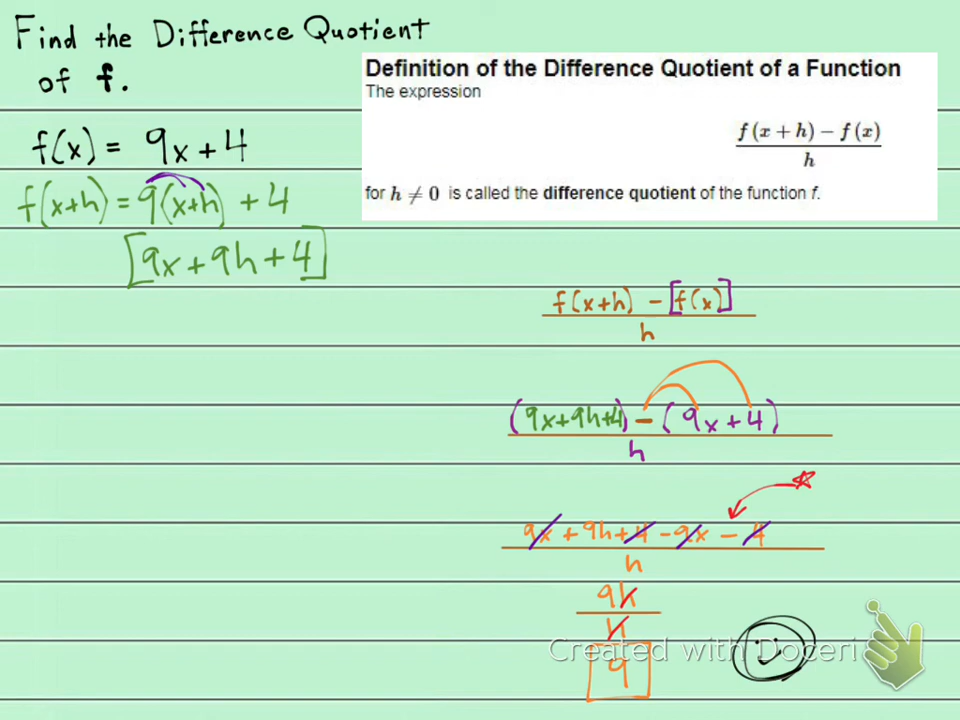 Find the Difference Quotient
of f.
f(x) = 9x + 4
f(x+h) = 9(x+h) + 4
[9x + 9h + 4]
Definition of the Difference Quotient of a Function
The expression
f(x + h) − f(x)
h
for h ≠ 0 is called the difference quotient of the function f.
f(x+h) - [f(x)]
h
(9x+9h+4) - (9x + 4)
h
9x + 9h + 4 - 9x - 4
h
9h
h
9
Created with Doceri